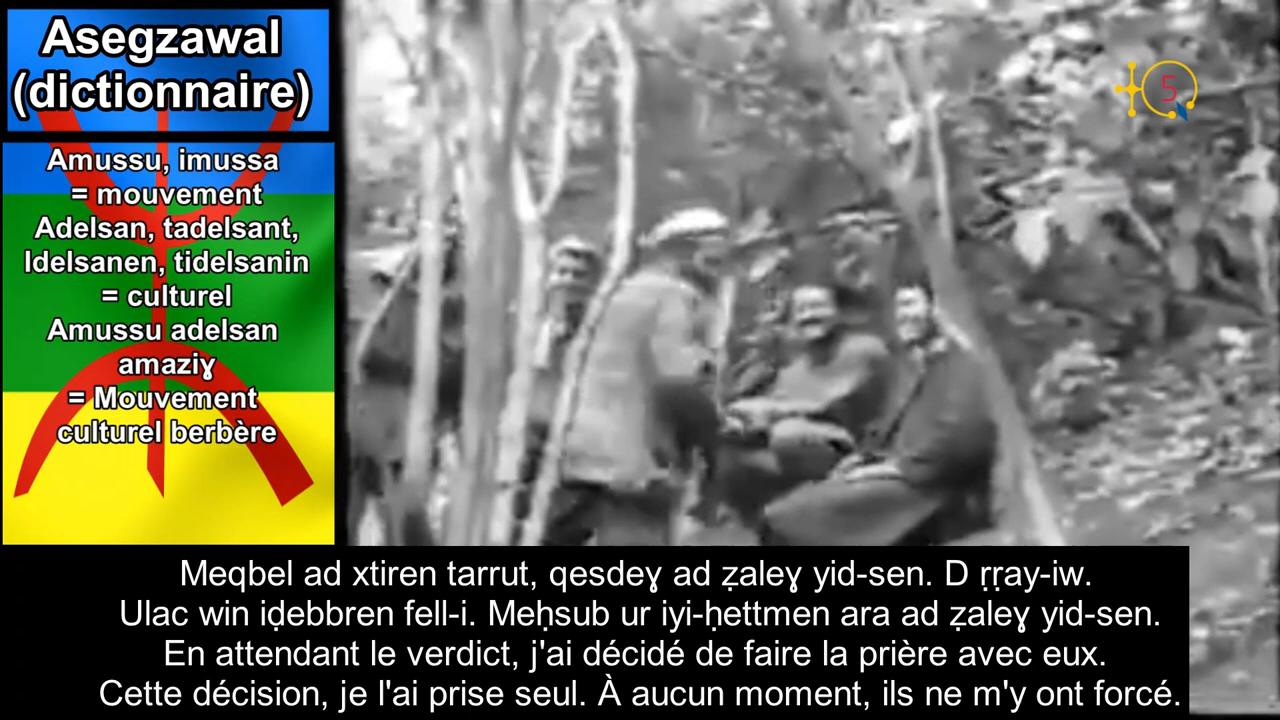 Asegzawal
(dictionnaire)
Amussu, imussa
= mouvement
Adelsan, tadelsant,
Idelsanen, tidelsanin
= culturel
Amussu adelsan
amaziɣ
= Mouvement
culturel berbère
5
Meqbel ad xtiren tarrut, qesdeɣ ad ẓaleɣ yid-sen. D ṛṛay-iw.
Ulac win iḍebbren fell-i. Meḥsub ur iyi-ḥettmen ara ad ẓaleɣ yid-sen.
En attendant le verdict, j'ai décidé de faire la prière avec eux.
Cette décision, je l'ai prise seul. À aucun moment, ils ne m'y ont forcé.